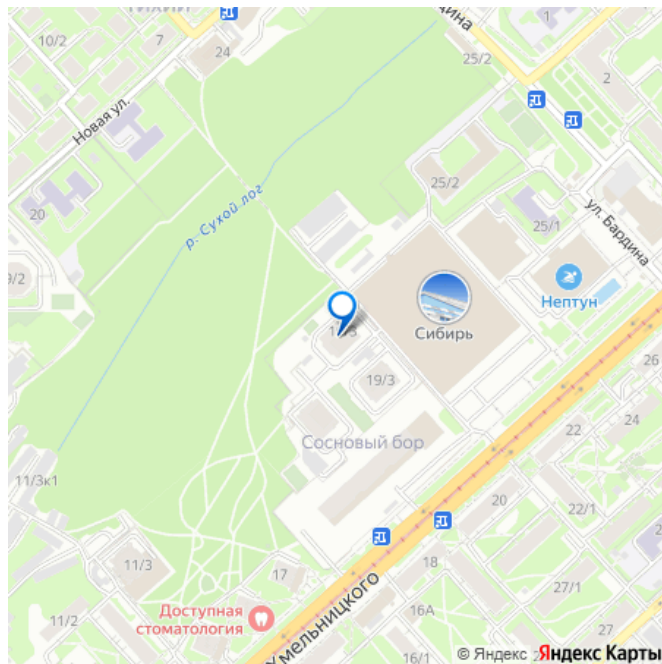 10/2
7
24
Новая ул.
25/2
1
2
20
р. Сухой лог
25/2
25/1
ул. Бардина
Нептун
Сибирь
19/3
26
Сосновый бор
24
22
20
22/1
11/3к1
18
17
11/3
27/1
16А
11/2
Доступная
стоматология
Хмельницкого
27
16/1
© Яндекс
Яндекс Карты